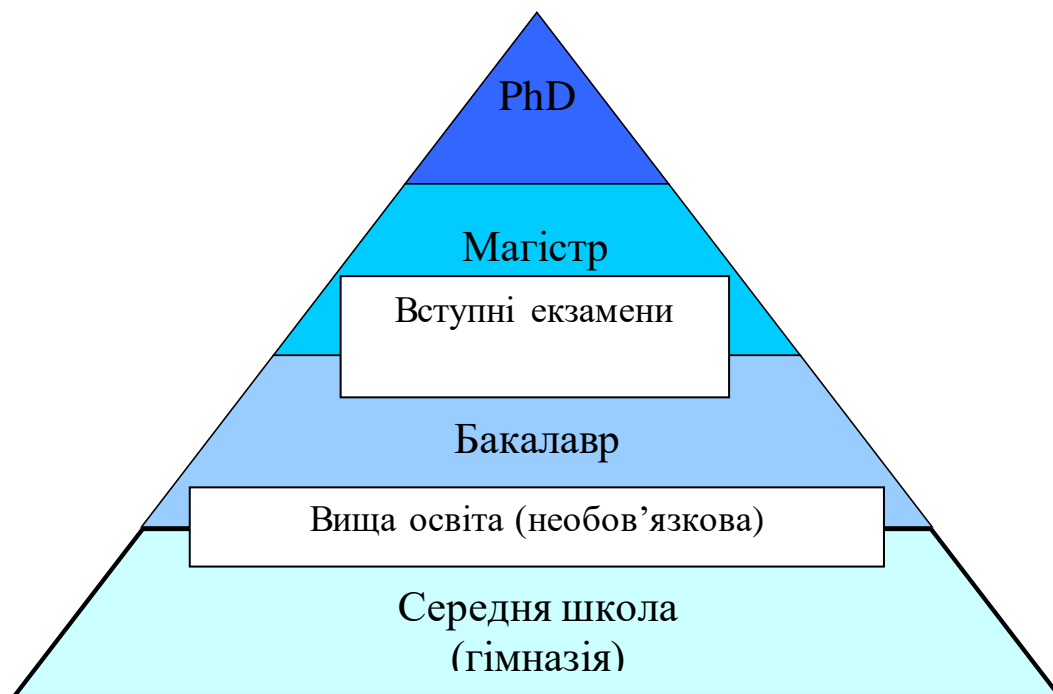 PhD
Магістр
Вступні екзамени
Бакалавр
Вища освіта (необов’язкова)
Середня школа
(гімназія)